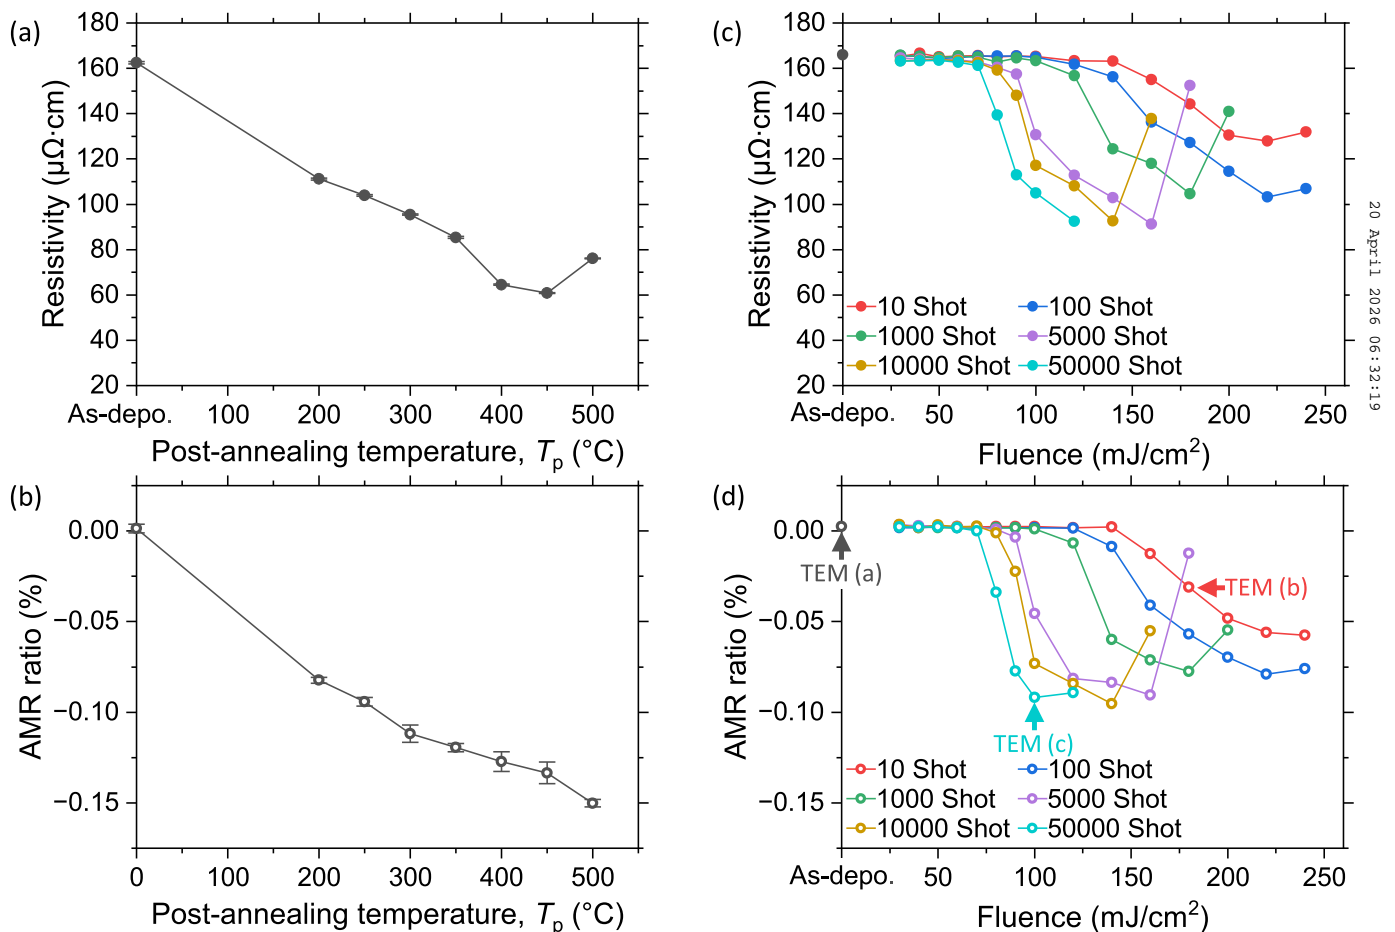 (a)
180
160
140
120
100
80
60
40
20
Resistivity (μΩ·cm)
As-depo.
100
200
300
400
500
Post-annealing temperature, Tp (°C)
(c)
180
160
140
120
100
80
60
40
20
Resistivity (μΩ·cm)
10 Shot
100 Shot
1000 Shot
5000 Shot
10000 Shot
50000 Shot
As-depo.
50
100
150
200
250
Fluence (mJ/cm²)
20 April 2026 06:32:19
(b)
0.00
−0.05
−0.10
−0.15
AMR ratio (%)
0
100
200
300
400
500
Post-annealing temperature, Tp (°C)
(d)
0.00
−0.05
−0.10
−0.15
AMR ratio (%)
TEM (a)
TEM (b)
TEM (c)
10 Shot
100 Shot
1000 Shot
5000 Shot
10000 Shot
50000 Shot
As-depo.
50
100
150
200
250
Fluence (mJ/cm²)